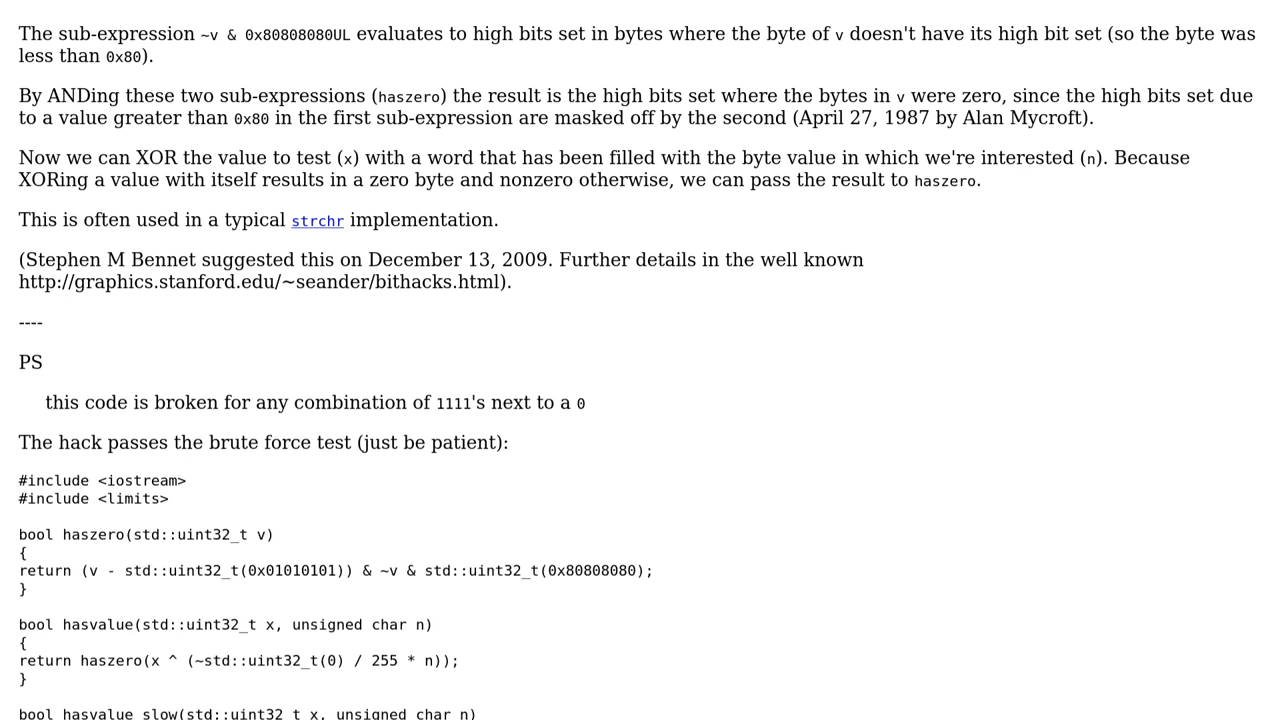 The sub-expression ~v & 0x80808080UL evaluates to high bits set in bytes where the byte of v doesn't have its high bit set (so the byte was
less than 0x80).
By ANDing these two sub-expressions (haszero) the result is the high bits set where the bytes in v were zero, since the high bits set due
to a value greater than 0x80 in the first sub-expression are masked off by the second (April 27, 1987 by Alan Mycroft).
Now we can XOR the value to test (x) with a word that has been filled with the byte value in which we're interested (n). Because
XORing a value with itself results in a zero byte and nonzero otherwise, we can pass the result to haszero.
This is often used in a typical strchr implementation.
(Stephen M Bennet suggested this on December 13, 2009. Further details in the well known
http://graphics.stanford.edu/~seander/bithacks.html).
----
PS
this code is broken for any combination of 1111's next to a 0
The hack passes the brute force test (just be patient):
#include <iostream>
#include <limits>
bool haszero(std::uint32_t v)
{
return (v - std::uint32_t(0x01010101)) & ~v & std::uint32_t(0x80808080);
}
bool hasvalue(std::uint32_t x, unsigned char n)
{
return haszero(x ^ (~std::uint32_t(0) / 255 * n));
}
bool hasvalue_slow(std::uint32_t x, unsigned char n)